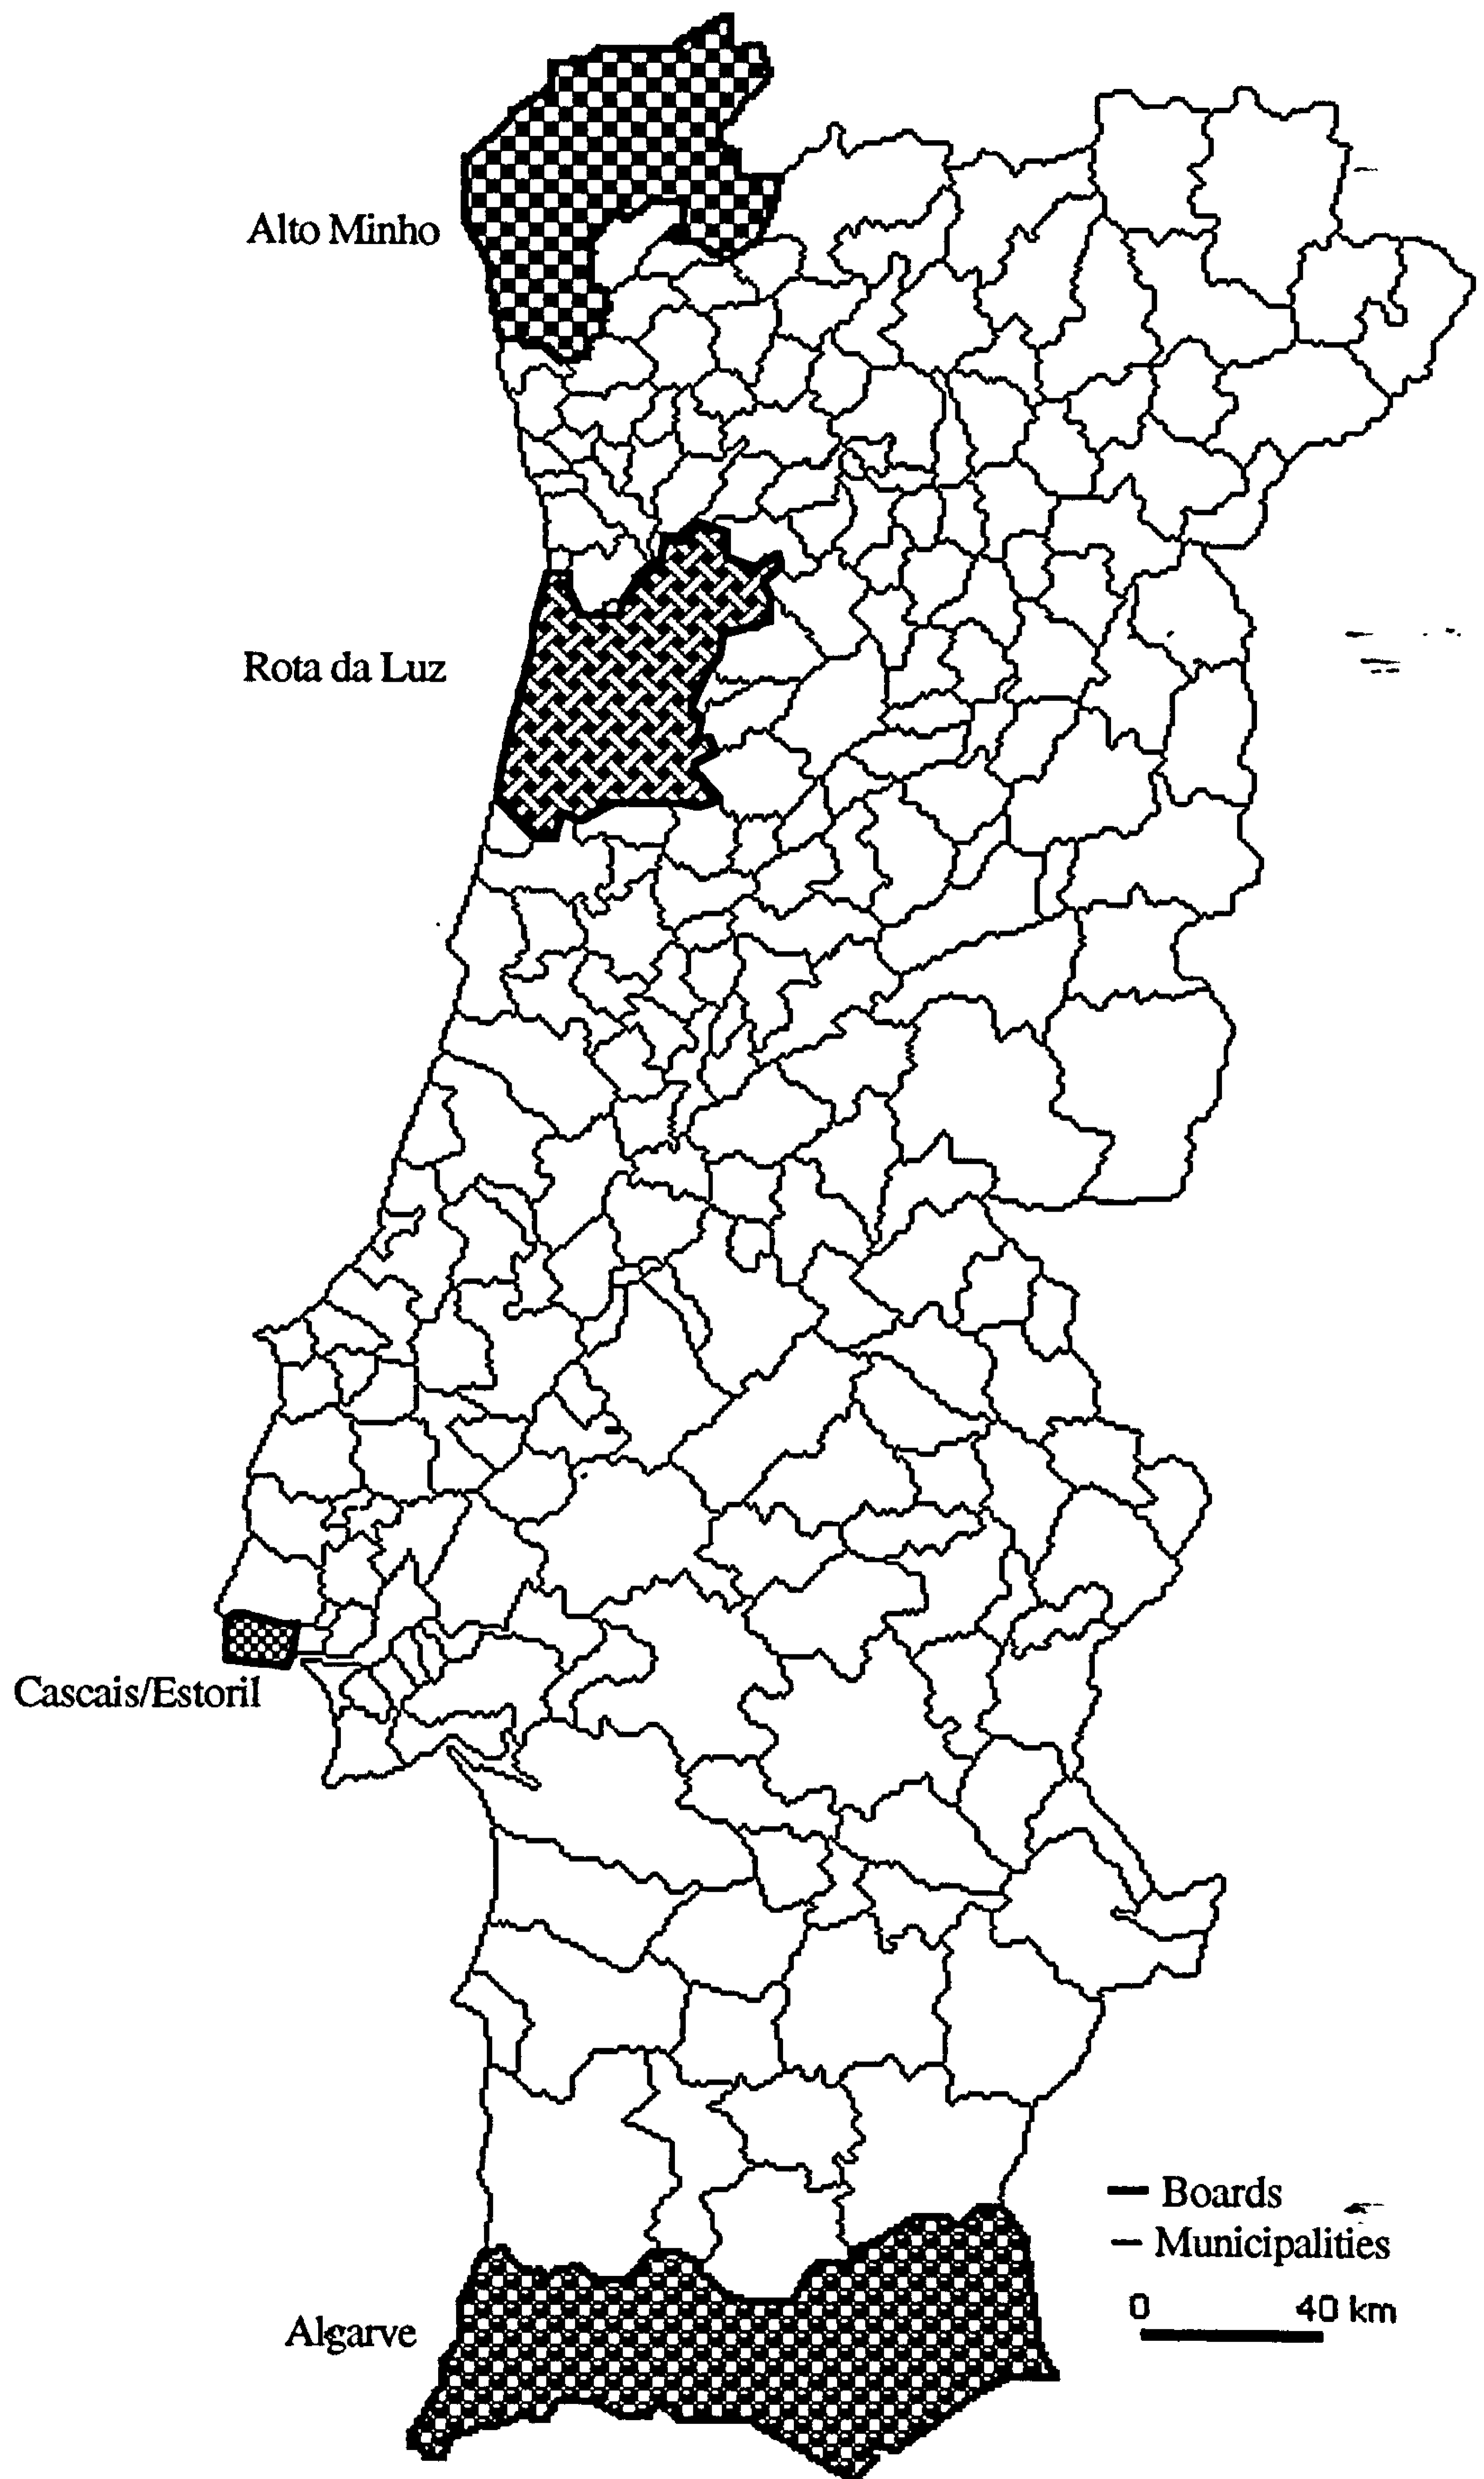 Alto Minho
Rota da Luz
Cascais/Estoril
Boards
Municipalities
0 40 km
Algarve